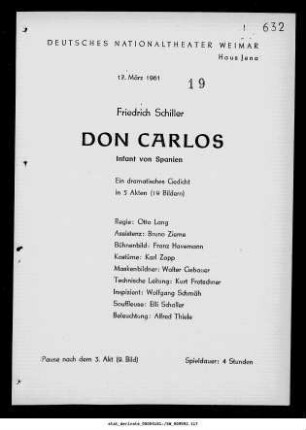 1 632
DEUTSCHES NATIONALTHEATER WEIMAR
Haus Jena
12. März 1961
19
Friedrich Schiller
DON CARLOS
Infant von Spanien
Ein dramatisches Gedicht
in 5 Akten (19 Bildern)
Regie: Otto Lang
Assistenz: Bruno Zieme
Bühnenbild: Franz Havemann
Kostüme: Karl Zapp
Maskenbildner: Walter Gebauer
Technische Leitung: Kurt Fratschner
Inspizient: Wolfgang Schmäh
Souffleuse: Elli Schaller
Beleuchtung: Alfred Thiele
Pause nach dem 3. Akt (9. Bild) Spieldauer: 4 Stunden